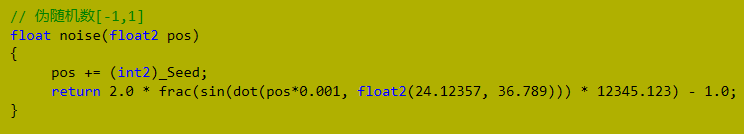 // 伪随机数[-1,1]
float noise(float2 pos)
{
pos += (int2)_Seed;
return 2.0 * frac(sin(dot(pos*0.001, float2(24.12357, 36.789))) * 12345.123) - 1.0;
}